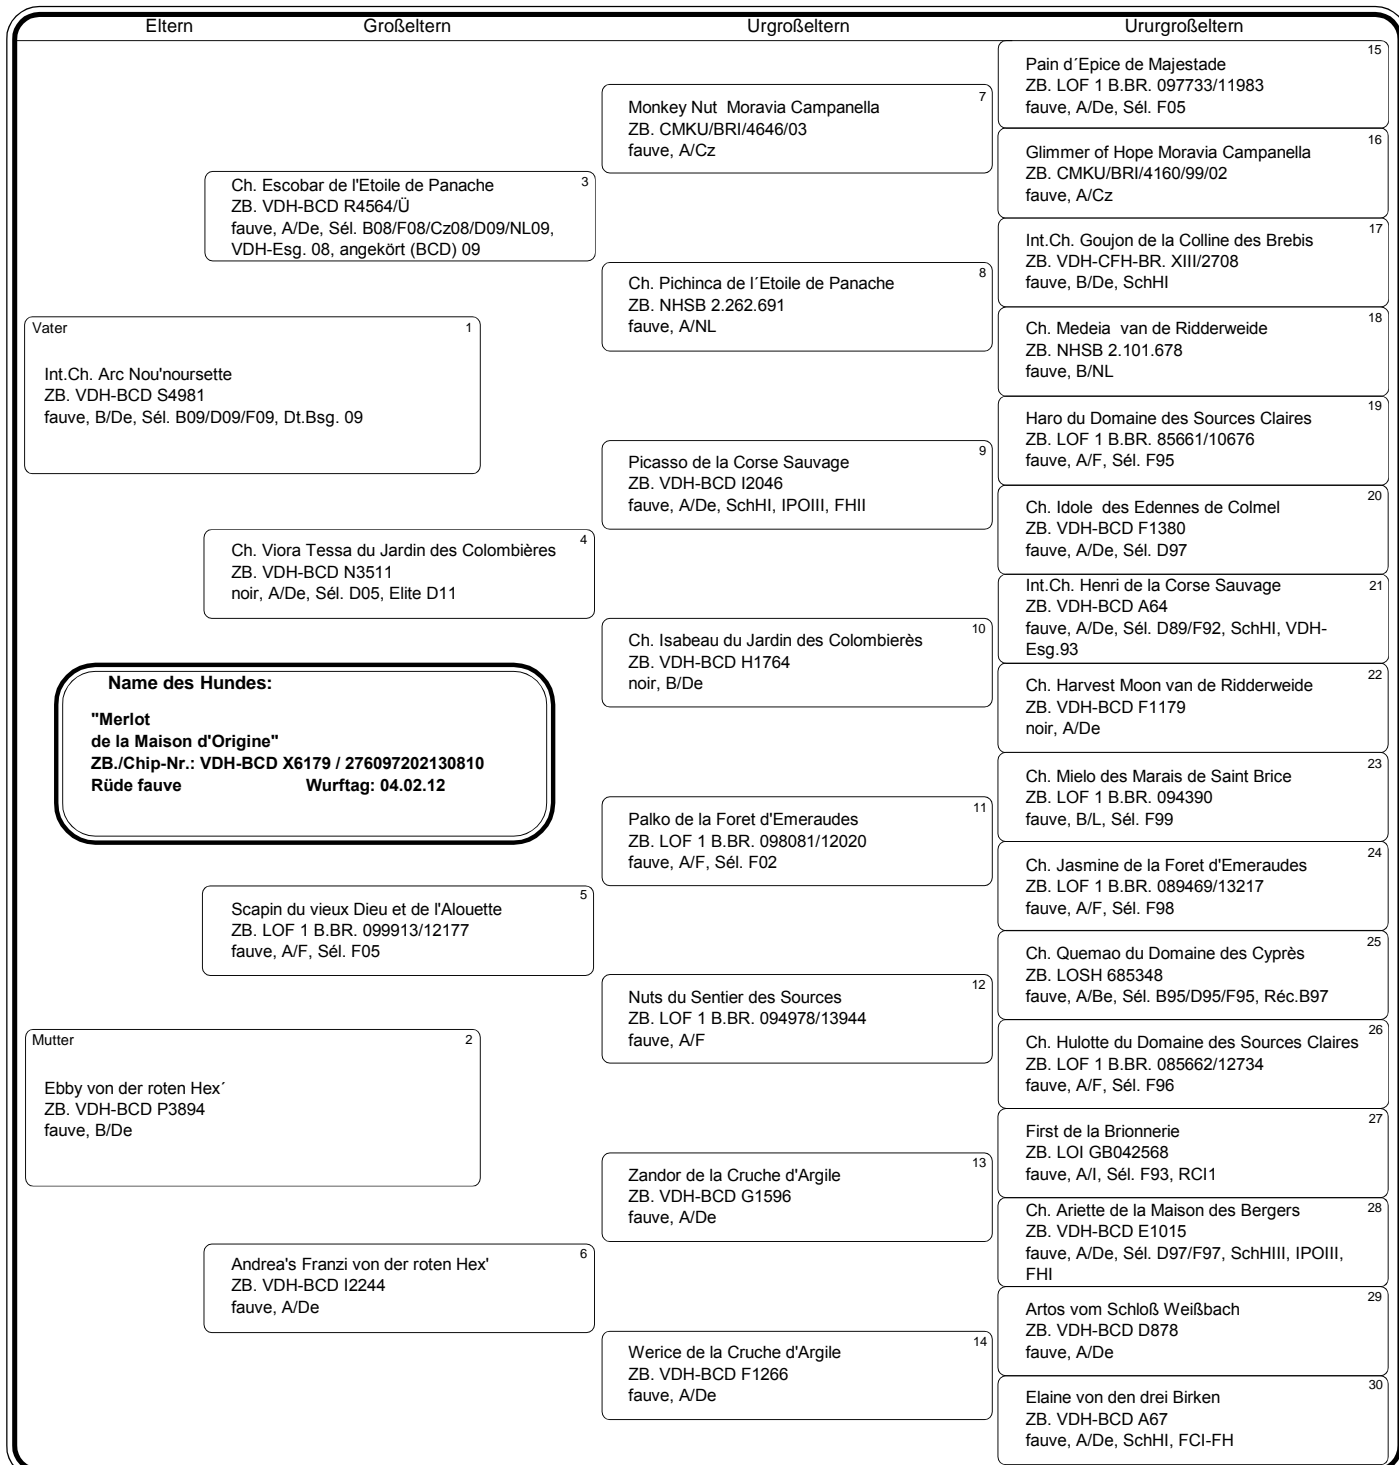 Eltern Großeltern Urgroßeltern Ururgroßeltern
Vater 1
Int.Ch. Arc Nou'noursette
ZB. VDH-BCD S4981
fauve, B/De, Sél. B09/D09/F09, Dt.Bsg. 09
Mutter 2
Ebby von der roten Hex´
ZB. VDH-BCD P3894
fauve, B/De
Name des Hundes:
"Merlot
de la Maison d'Origine"
ZB./Chip-Nr.: VDH-BCD X6179 / 276097202130810
Rüde fauve Wurftag: 04.02.12
3
Ch. Escobar de l'Etoile de Panache
ZB. VDH-BCD R4564/Ü
fauve, A/De, Sél. B08/F08/Cz08/D09/NL09,
VDH-Esg. 08, angekört (BCD) 09
4
Ch. Viora Tessa du Jardin des Colombières
ZB. VDH-BCD N3511
noir, A/De, Sél. D05, Elite D11
5
Scapin du vieux Dieu et de l'Alouette
ZB. LOF 1 B.BR. 099913/12177
fauve, A/F, Sél. F05
6
Andrea's Franzi von der roten Hex'
ZB. VDH-BCD I2244
fauve, A/De
7
Monkey Nut  Moravia Campanella
ZB. CMKU/BRI/4646/03
fauve, A/Cz
8
Ch. Pichinca de l´Etoile de Panache
ZB. NHSB 2.262.691
fauve, A/NL
9
Picasso de la Corse Sauvage
ZB. VDH-BCD I2046
fauve, A/De, SchHI, IPOIII, FHII
10
Ch. Isabeau du Jardin des Colombierès
ZB. VDH-BCD H1764
noir, B/De
11
Palko de la Foret d'Emeraudes
ZB. LOF 1 B.BR. 098081/12020
fauve, A/F, Sél. F02
12
Nuts du Sentier des Sources
ZB. LOF 1 B.BR. 094978/13944
fauve, A/F
13
Zandor de la Cruche d'Argile
ZB. VDH-BCD G1596
fauve, A/De
14
Werice de la Cruche d'Argile
ZB. VDH-BCD F1266
fauve, A/De
15
Pain d´Epice de Majestade
ZB. LOF 1 B.BR. 097733/11983
fauve, A/De, Sél. F05
16
Glimmer of Hope Moravia Campanella
ZB. CMKU/BRI/4160/99/02
fauve, A/Cz
17
Int.Ch. Goujon de la Colline des Brebis
ZB. VDH-CFH-BR. XIII/2708
fauve, B/De, SchHI
18
Ch. Medeia  van de Ridderweide
ZB. NHSB 2.101.678
fauve, B/NL
19
Haro du Domaine des Sources Claires
ZB. LOF 1 B.BR. 85661/10676
fauve, A/F, Sél. F95
20
Ch. Idole  des Edennes de Colmel
ZB. VDH-BCD F1380
fauve, A/De, Sél. D97
21
Int.Ch. Henri de la Corse Sauvage
ZB. VDH-BCD A64
fauve, A/De, Sél. D89/F92, SchHI, VDH-
Esg.93
22
Ch. Harvest Moon van de Ridderweide
ZB. VDH-BCD F1179
noir, A/De
23
Ch. Mielo des Marais de Saint Brice
ZB. LOF 1 B.BR. 094390
fauve, B/L, Sél. F99
24
Ch. Jasmine de la Foret d'Emeraudes
ZB. LOF 1 B.BR. 089469/13217
fauve, A/F, Sél. F98
25
Ch. Quemao du Domaine des Cyprès
ZB. LOSH 685348
fauve, A/Be, Sél. B95/D95/F95, Réc.B97
26
Ch. Hulotte du Domaine des Sources Claires
ZB. LOF 1 B.BR. 085662/12734
fauve, A/F, Sél. F96
27
First de la Brionnerie
ZB. LOI GB042568
fauve, A/I, Sél. F93, RCI1
28
Ch. Ariette de la Maison des Bergers
ZB. VDH-BCD E1015
fauve, A/De, Sél. D97/F97, SchHIII, IPOIII,
FHI
29
Artos vom Schloß Weißbach
ZB. VDH-BCD D878
fauve, A/De
30
Elaine von den drei Birken
ZB. VDH-BCD A67
fauve, A/De, SchHI, FCI-FH